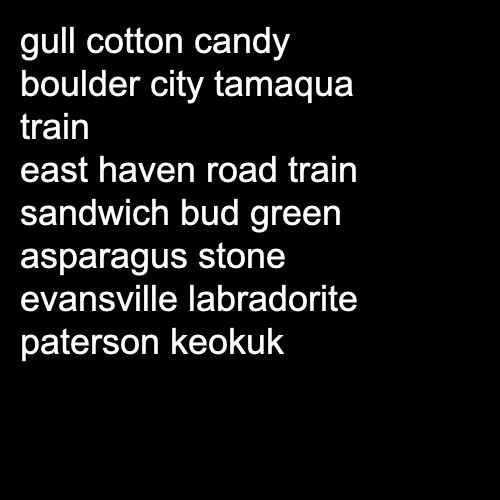 gull cotton candy
boulder city tamaqua
train
east haven road train
sandwich bud green
asparagus stone
evansville labradorite
paterson keokuk